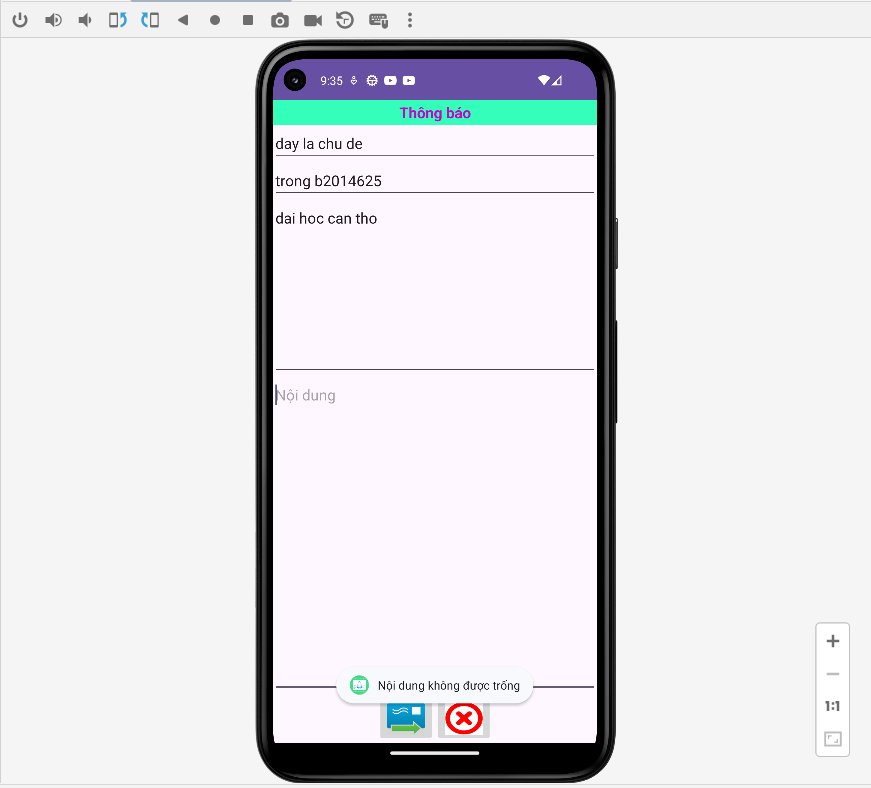 9:35
Thông báo
day la chu de
trong b2014625
dai hoc can tho
Nội dung
Nội dung không được trống
1:1